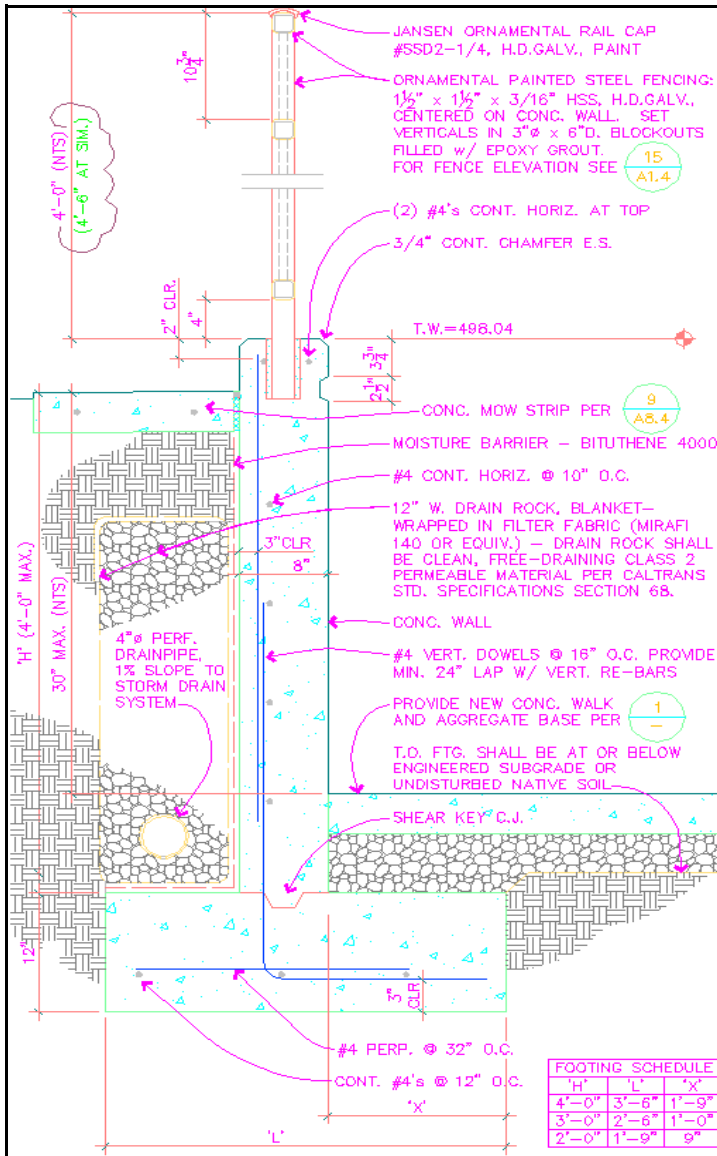 JANSEN ORNAMENTAL RAIL CAP
#SSD2-1/4, H.D.GALV., PAINT
10 3/4"
ORNAMENTAL PAINTED STEEL FENCING:
1 1/2" x 1 1/2" x 3/16" HSS, H.D.GALV.,
CENTERED ON CONC. WALL. SET
VERTICALS IN 3"ø x 6"D. BLOCKOUTS
FILLED w/ EPOXY GROUT.
FOR FENCE ELEVATION SEE
15
A1.4
4'-0" (NTS)
(4'-6" AT SIM.)
(2) #4's CONT. HORIZ. AT TOP
3/4" CONT. CHAMFER E.S.
2" CLR.
4"
T.W.=498.04
3 3/4"
2 1/2"
CONC. MOW STRIP PER
9
A8.4
MOISTURE BARRIER - BITUTHENE 4000
#4 CONT. HORIZ. @ 10" O.C.
12" W. DRAIN ROCK, BLANKET-
WRAPPED IN FILTER FABRIC (MIRAFI
140 OR EQUIV.) - DRAIN ROCK SHALL
BE CLEAN, FREE-DRAINING CLASS 2
PERMEABLE MATERIAL PER CALTRANS
STD. SPECIFICATIONS SECTION 68.
3"CLR
8"
'H' (4'-0" MAX.)
30" MAX. (NTS)
CONC. WALL
4"ø PERF.
DRAINPIPE,
1% SLOPE TO
STORM DRAIN
SYSTEM
#4 VERT. DOWELS @ 16" O.C. PROVIDE
MIN. 24" LAP W/ VERT. RE-BARS
PROVIDE NEW CONC. WALK
AND AGGREGATE BASE PER
1
–
T.O. FTG. SHALL BE AT OR BELOW
ENGINEERED SUBGRADE OR
UNDISTURBED NATIVE SOIL
SHEAR KEY C.J.
12"
3"
CLR
#4 PERP. @ 32" O.C.
CONT. #4's @ 12" O.C.
'X'
'L'
FOOTING SCHEDULE
'H' 'L' 'X'
4'-0" 3'-6" 1'-9"
3'-0" 2'-6" 1'-0"
2'-0" 1'-9" 9"